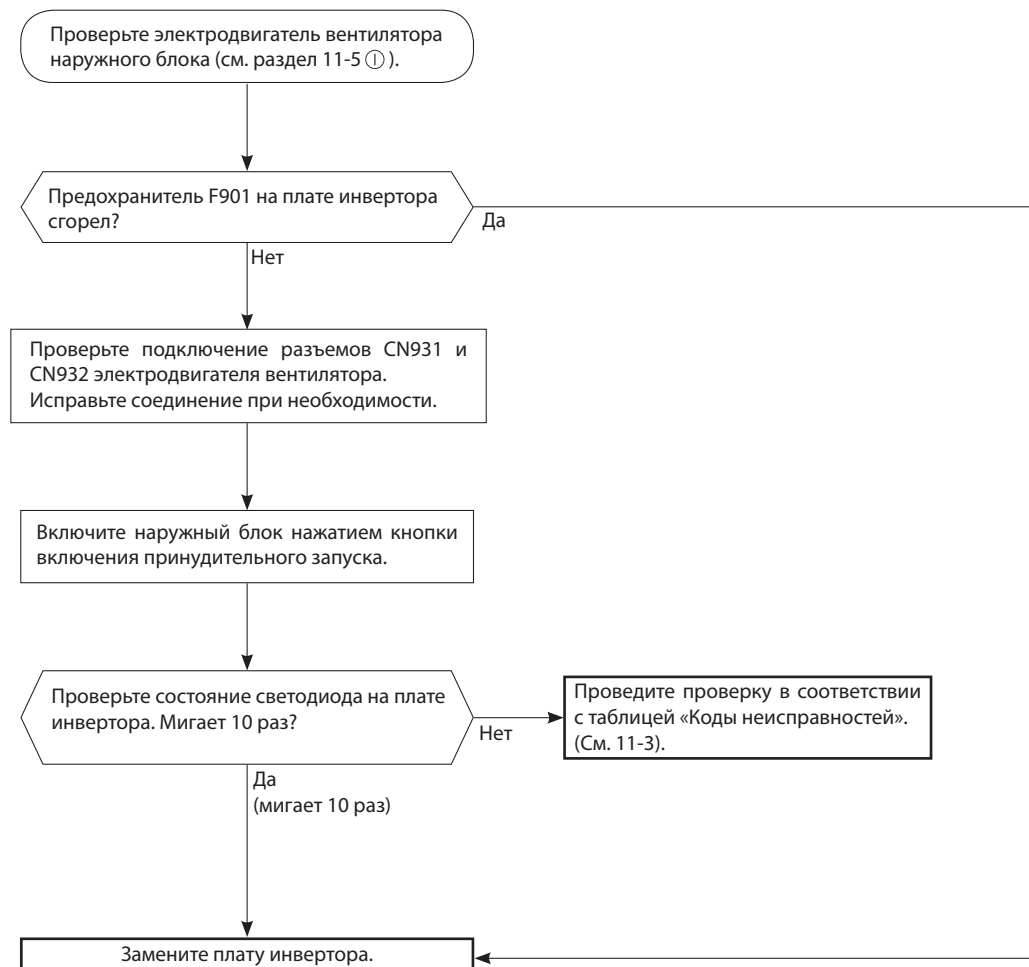 Проверьте электродвигатель вентилятора
наружного блока (см. раздел 11-5 Ⓘ ).
Предохранитель F901 на плате инвертора
сгорел?
Да
Нет
Проверьте подключение разъемов CN931 и
CN932 электродвигателя вентилятора.
Исправьте соединение при необходимости.
Включите наружный блок нажатием кнопки
включения принудительного запуска.
Проверьте состояние светодиода на плате
инвертора. Мигает 10 раз?
Нет
Проведите проверку в соответствии
с таблицей «Коды неисправностей».
(См. 11-3).
Да
(мигает 10 раз)
Замените плату инвертора.